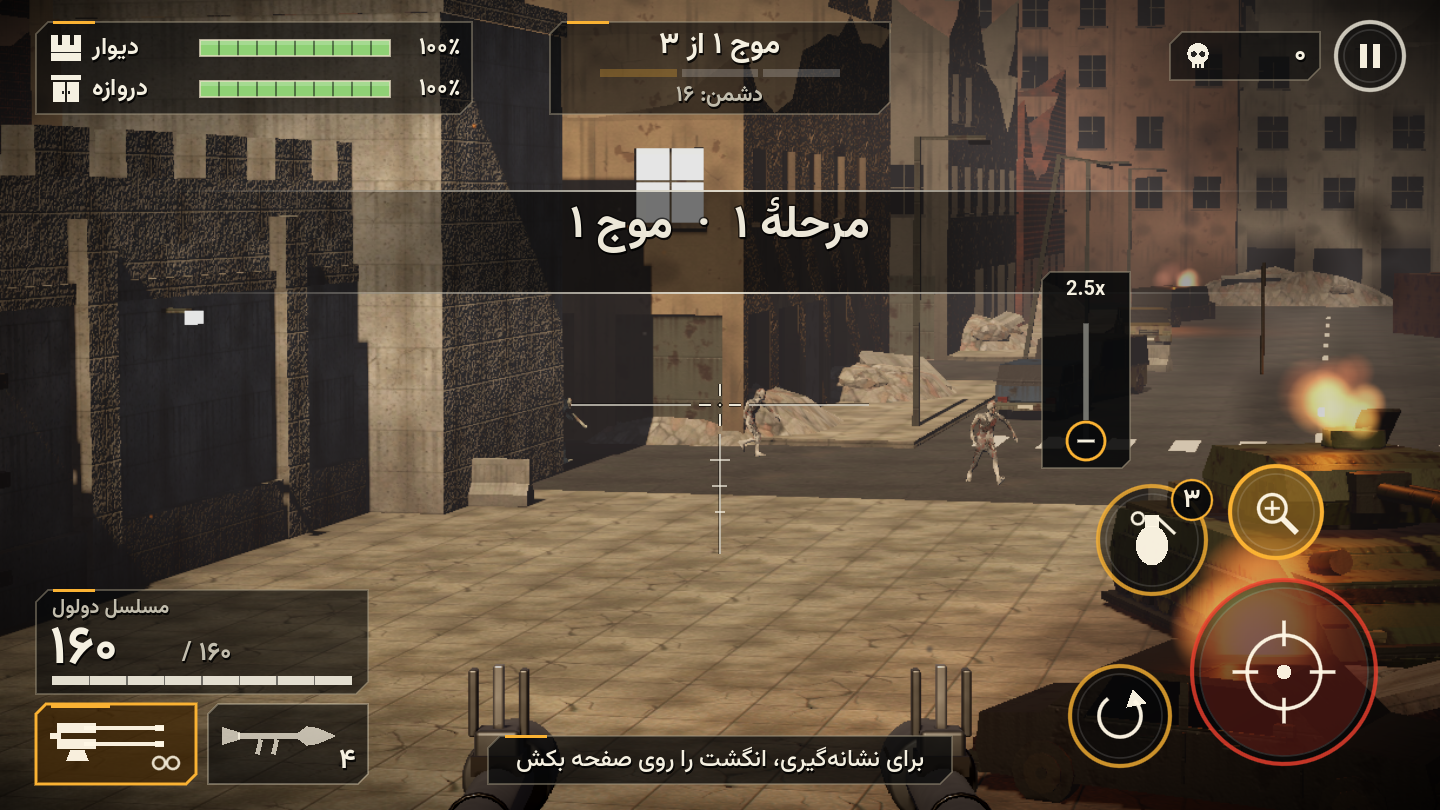 دیوار ۱۰۰٪
دروازه ۱۰۰٪
موج ۱ از ۳
دشمن: ۱۶
۰
مرحلهٔ ۱ · موج ۱
2.5x
۳
مسلسل دولول
۱۶۰ / ۱۶۰
∞
۴
برای نشانه‌گیری، انگشت را روی صفحه بکش